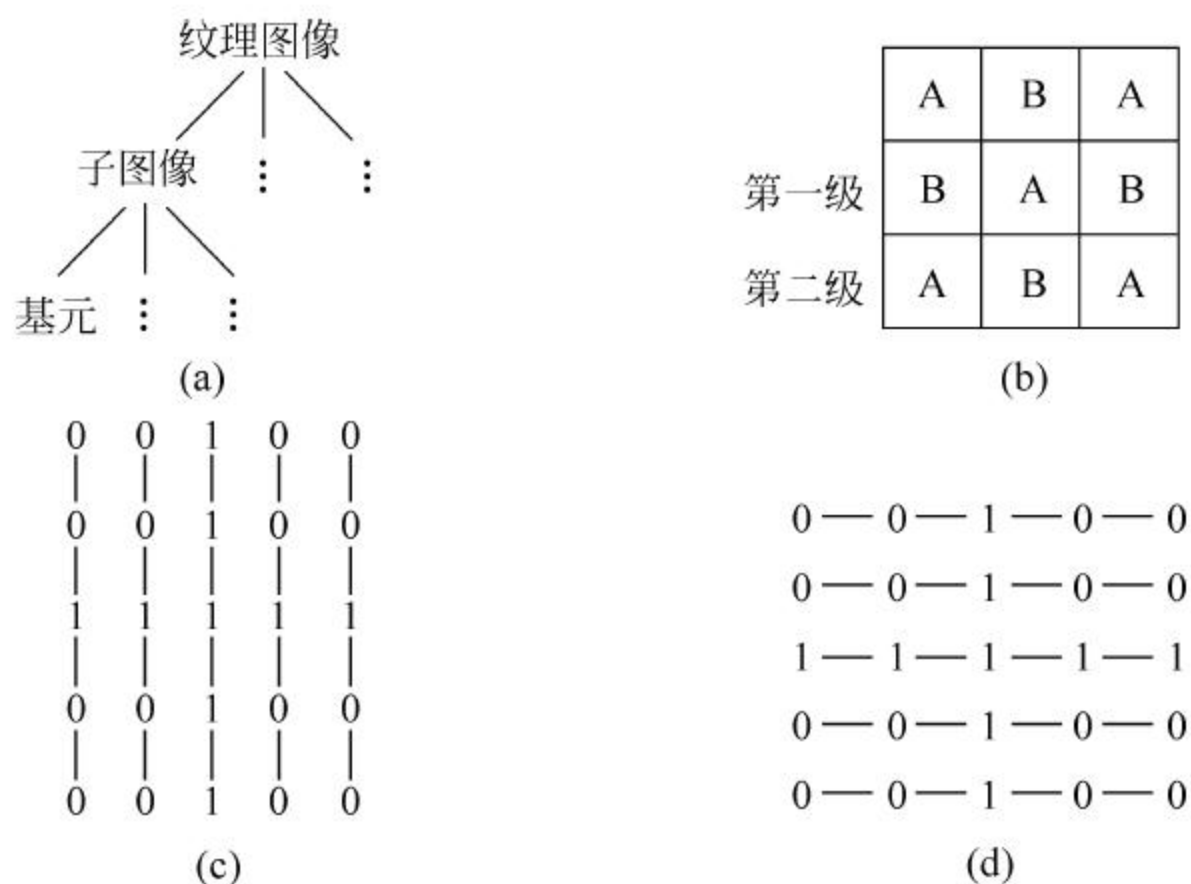 纹理图像
子图像 ⋮ ⋮
基元 ⋮ ⋮
(a)
A B A
第一级 B A B
第二级 A B A
(b)
0 0 1 0 0
0 0 1 0 0
1 1 1 1 1
0 0 1 0 0
0 0 1 0 0
(c)
0 — 0 — 1 — 0 — 0
0 — 0 — 1 — 0 — 0
1 — 1 — 1 — 1 — 1
0 — 0 — 1 — 0 — 0
0 — 0 — 1 — 0 — 0
(d)